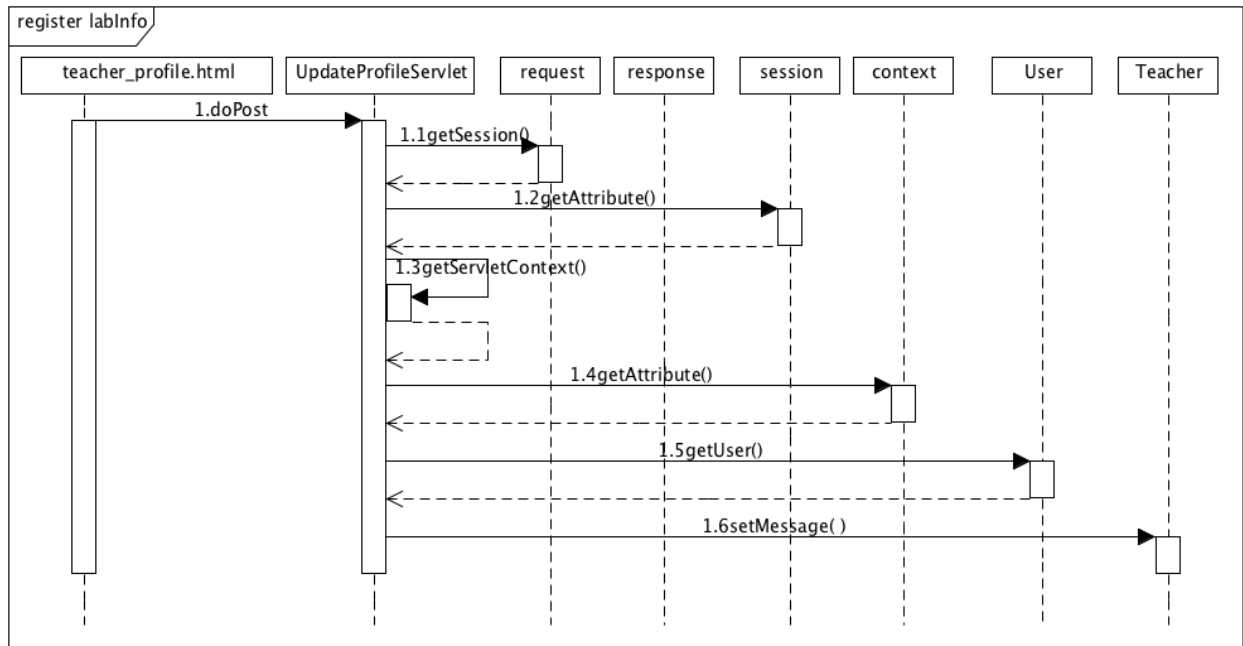 register labInfo
teacher_profile.html
UpdateProfileServlet
request
response
session
context
User
Teacher
1.doPost
1.1getSession()
1.2getAttribute()
1.3getServletContext()
1.4getAttribute()
1.5getUser()
1.6setMessage( )